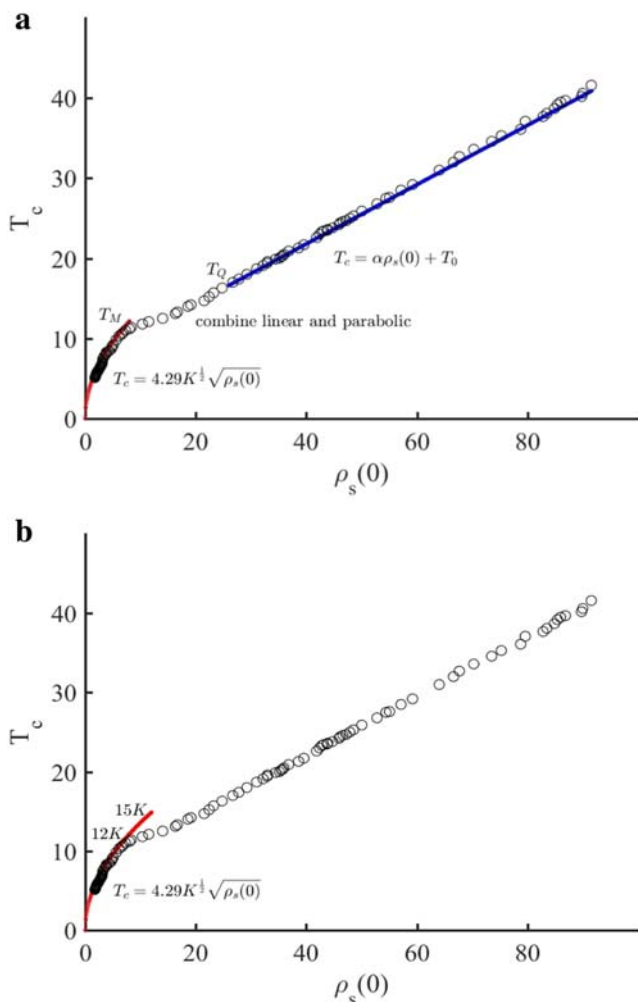 a
40
30
20
10
0
T_c
T_Q
T_c = αρ_s(0) + T_0
T_M
combine linear and parabolic
T_c = 4.29K^{1/2}√ρ_s(0)
0 20 40 60 80
ρ_s(0)
b
40
30
20
10
0
T_c
15K
12K
T_c = 4.29K^{1/2}√ρ_s(0)
0 20 40 60 80
ρ_s(0)